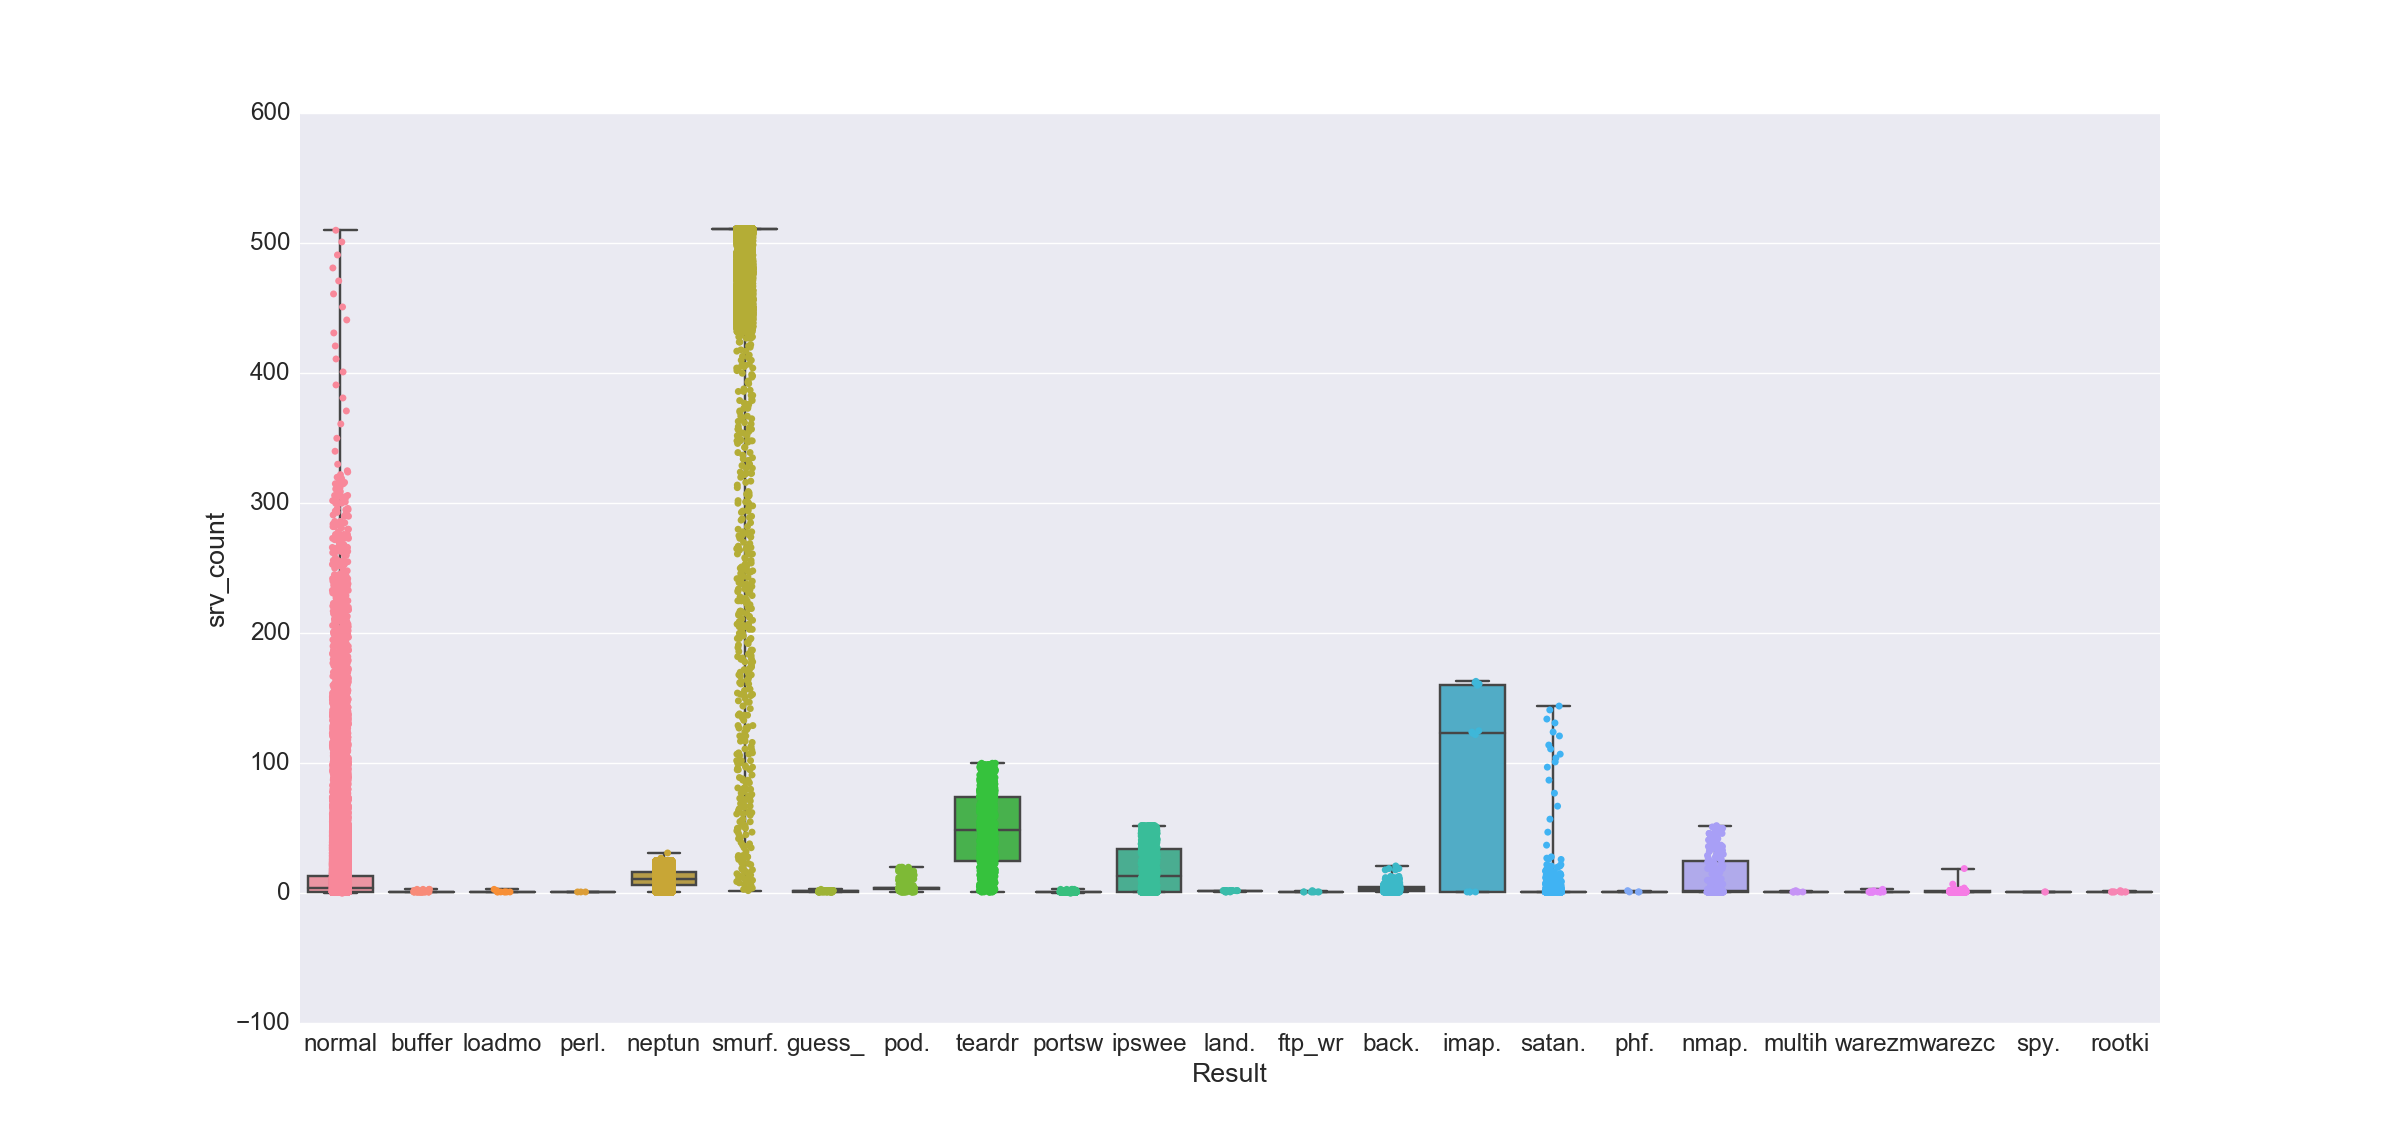 600
500
400
300
200
100
0
−100
srv_count
normal buffer loadmo perl. neptun smurf. guess_ pod. teardr portsw ipswee land. ftp_wr back. imap. satan. phf. nmap. multih warezmwarezc spy. rootki
Result